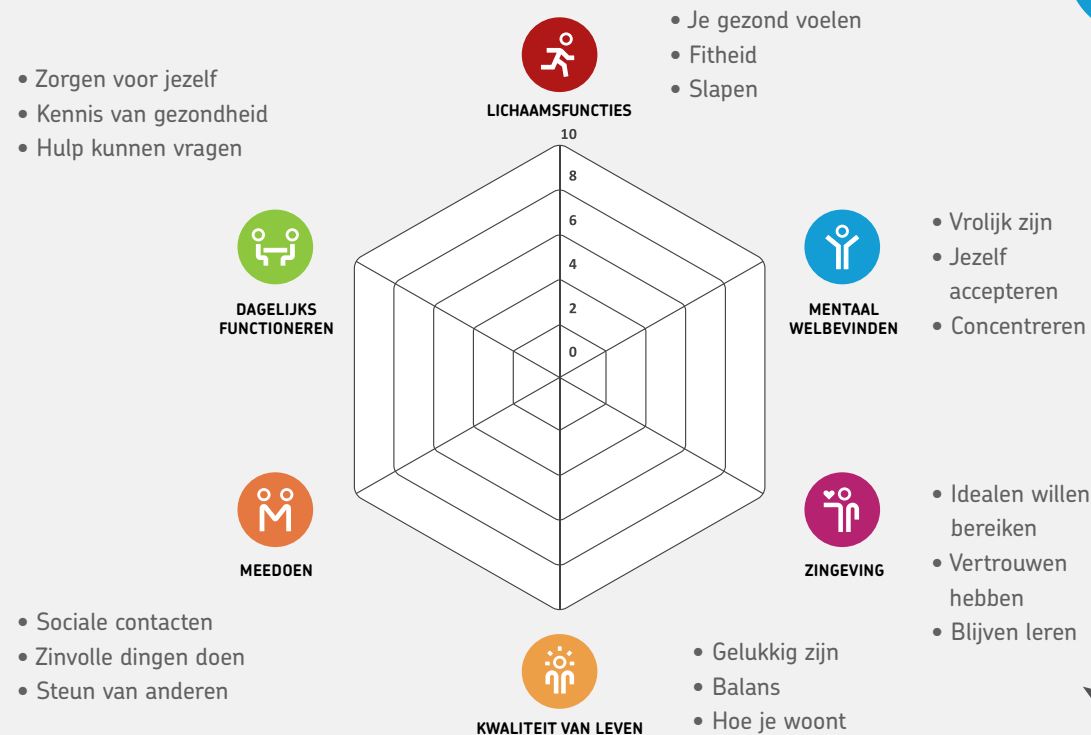 • Je gezond voelen
• Fitheid
• Slapen
LICHAAMSFUNCTIES
• Zorgen voor jezelf
• Kennis van gezondheid
• Hulp kunnen vragen
10
8
6
4
2
0
DAGELIJKS
FUNCTIONEREN
MENTAAL
WELBEVINDEN
• Vrolijk zijn
• Jezelf
accepteren
• Concentreren
MEEDOEN
• Sociale contacten
• Zinvolle dingen doen
• Steun van anderen
ZINGEVING
• Idealen willen
bereiken
• Vertrouwen
hebben
• Blijven leren
KWALITEIT VAN LEVEN
• Gelukkig zijn
• Balans
• Hoe je woont